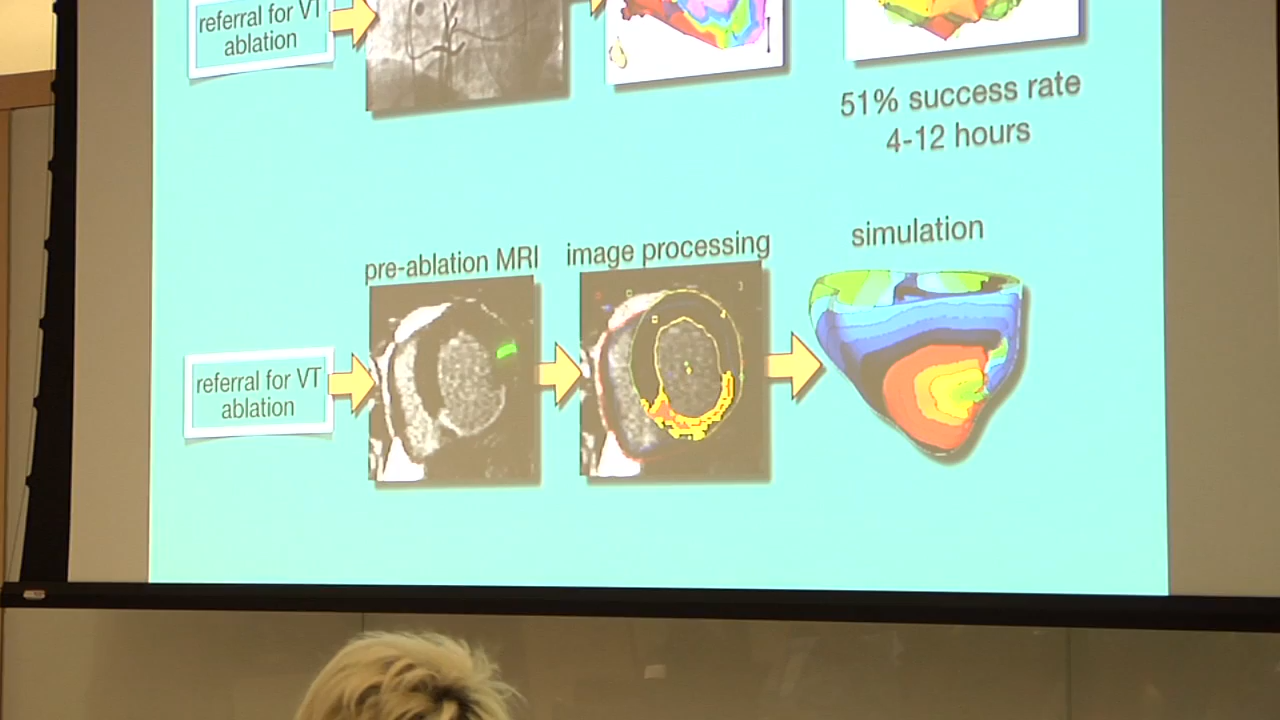 referral for VT
ablation
51% success rate
4-12 hours
pre-ablation MRI
image processing
simulation
referral for VT
ablation